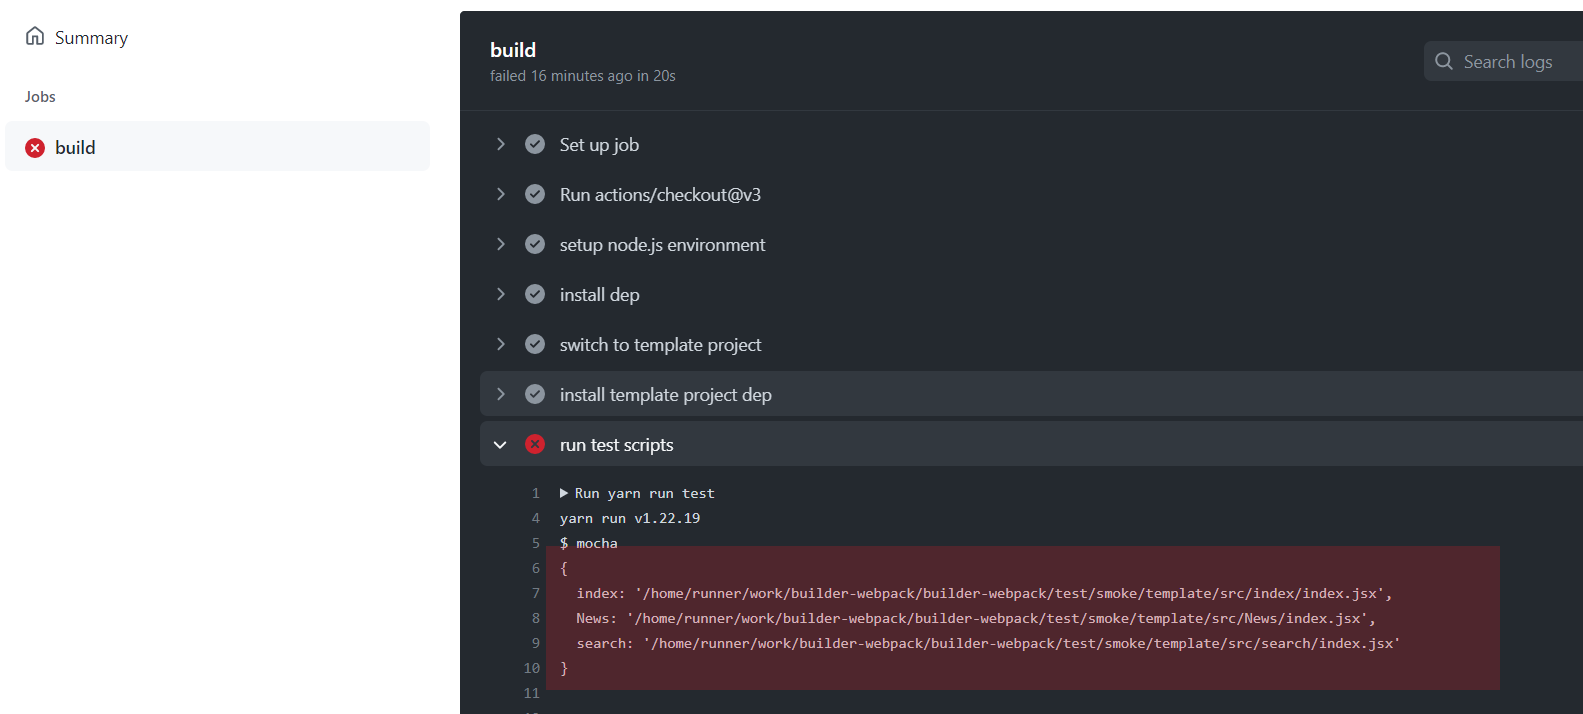 Summary
Jobs
build
build
failed 16 minutes ago in 20s
Search logs
Set up job
Run actions/checkout@v3
setup node.js environment
install dep
switch to template project
install template project dep
run test scripts
1 Run yarn run test
4 yarn run v1.22.19
5 $ mocha
6 {
7 index: '/home/runner/work/builder-webpack/builder-webpack/test/smoke/template/src/index/index.jsx',
8 News: '/home/runner/work/builder-webpack/builder-webpack/test/smoke/template/src/News/index.jsx',
9 search: '/home/runner/work/builder-webpack/builder-webpack/test/smoke/template/src/search/index.jsx'
10 }
11